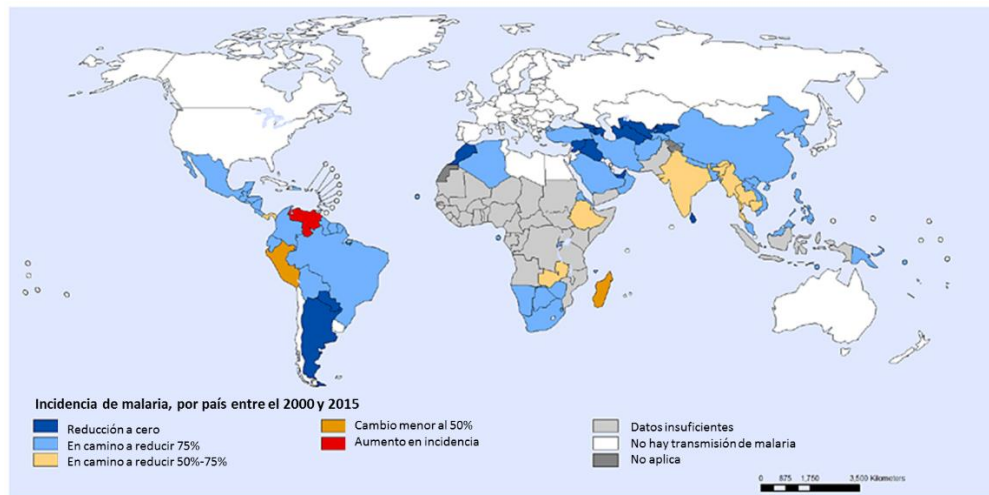 Incidencia de malaria, por país entre el 2000 y 2015
Reducción a cero
En camino a reducir 75%
En camino a reducir 50%-75%
Cambio menor al 50%
Aumento en incidencia
Datos insuficientes
No hay transmisión de malaria
No aplica
0 875 1,750 3,500 Kilometers